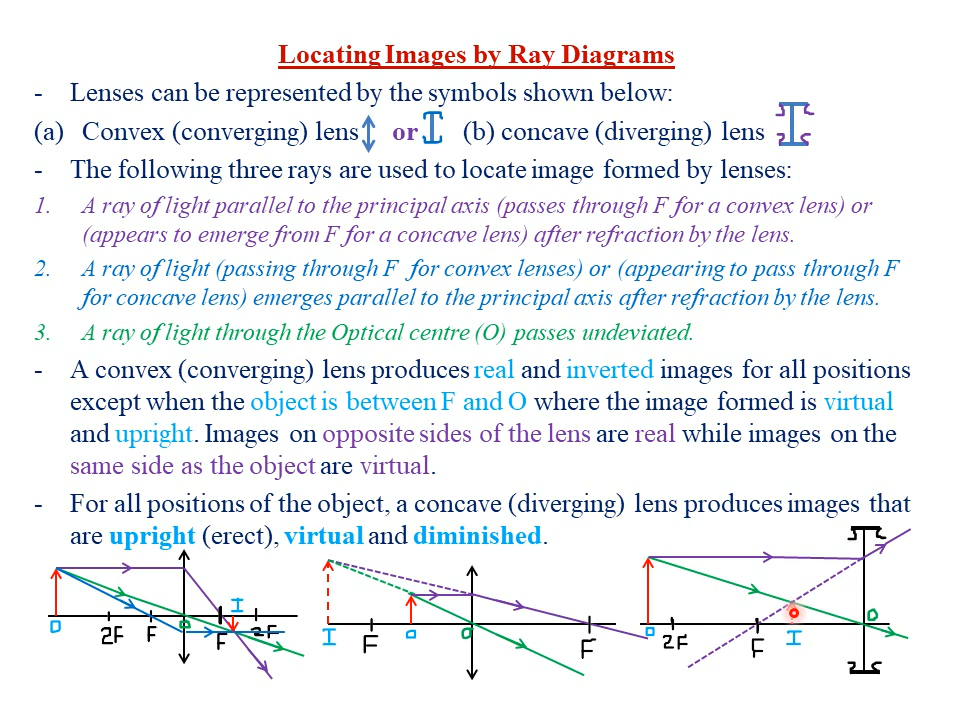 Locating Images by Ray Diagrams
- Lenses can be represented by the symbols shown below:
(a) Convex (converging) lens or (b) concave (diverging) lens
- The following three rays are used to locate image formed by lenses:
1. A ray of light parallel to the principal axis (passes through F for a convex lens) or
(appears to emerge from F for a concave lens) after refraction by the lens.
2. A ray of light (passing through F for convex lenses) or (appearing to pass through F
for concave lens) emerges parallel to the principal axis after refraction by the lens.
3. A ray of light through the Optical centre (O) passes undeviated.
- A convex (converging) lens produces real and inverted images for all positions
except when the object is between F and O where the image formed is virtual
and upright. Images on opposite sides of the lens are real while images on the
same side as the object are virtual.
- For all positions of the object, a concave (diverging) lens produces images that
are upright (erect), virtual and diminished.
O 2F F O F I 2F
I F O O F
O 2F F I O